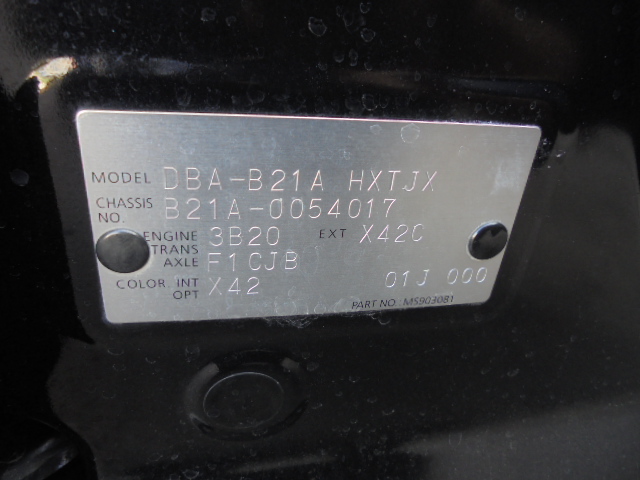 MODEL DBA-B21A HXTJX
CHASSIS NO. B21A-0054017
ENGINE 3B20 EXT X42C
TRANS AXLE F1CJB
COLOR. INT OPT X42 01J 000
PART NO : MS903081